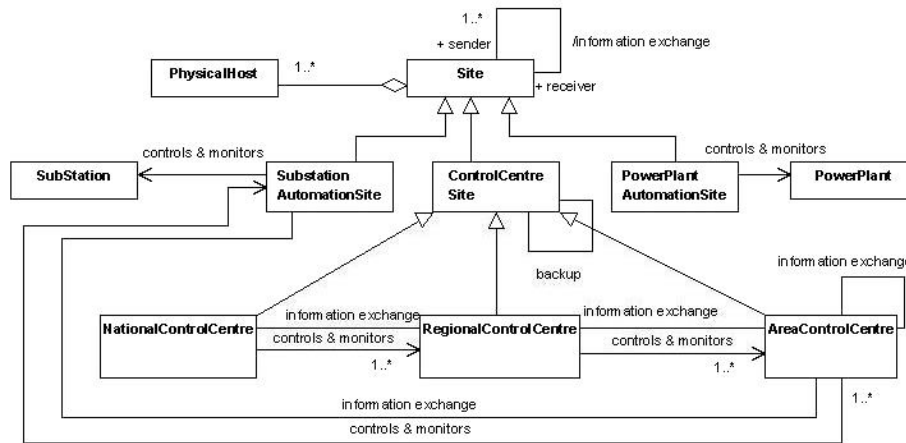 1..*
+ sender
/information exchange
PhysicalHost
1..*
Site
+ receiver
controls & monitors
controls & monitors
SubStation
Substation
AutomationSite
ControlCentre
Site
PowerPlant
AutomationSite
PowerPlant
backup
information exchange
NationalControlCentre
information exchange
controls & monitors
1..*
RegionalControlCentre
information exchange
controls & monitors
1..*
AreaControlCentre
1..*
information exchange
controls & monitors